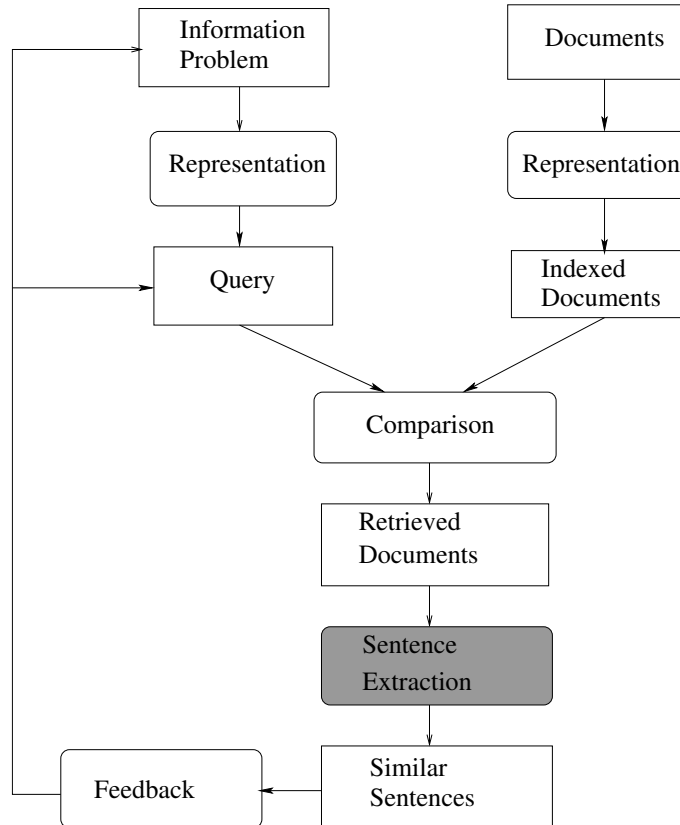 Information
Problem
Documents
Representation
Representation
Query
Indexed
Documents
Comparison
Retrieved
Documents
Sentence
Extraction
Similar
Sentences
Feedback